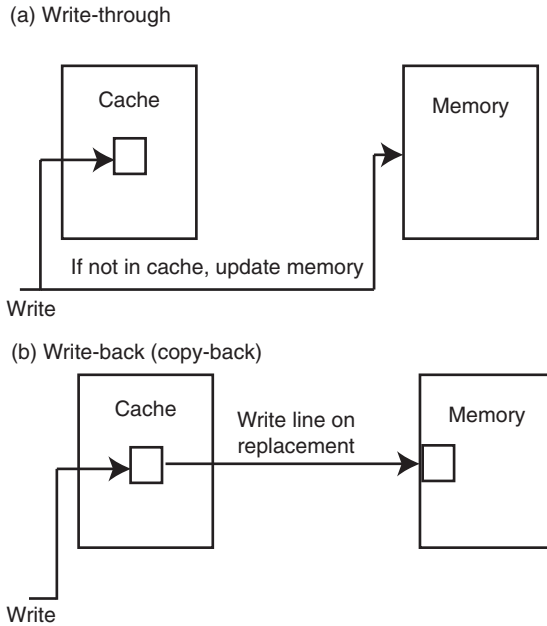 (a) Write-through
Cache
Memory
If not in cache, update memory
Write
(b) Write-back (copy-back)
Cache
Memory
Write line on
replacement
Write